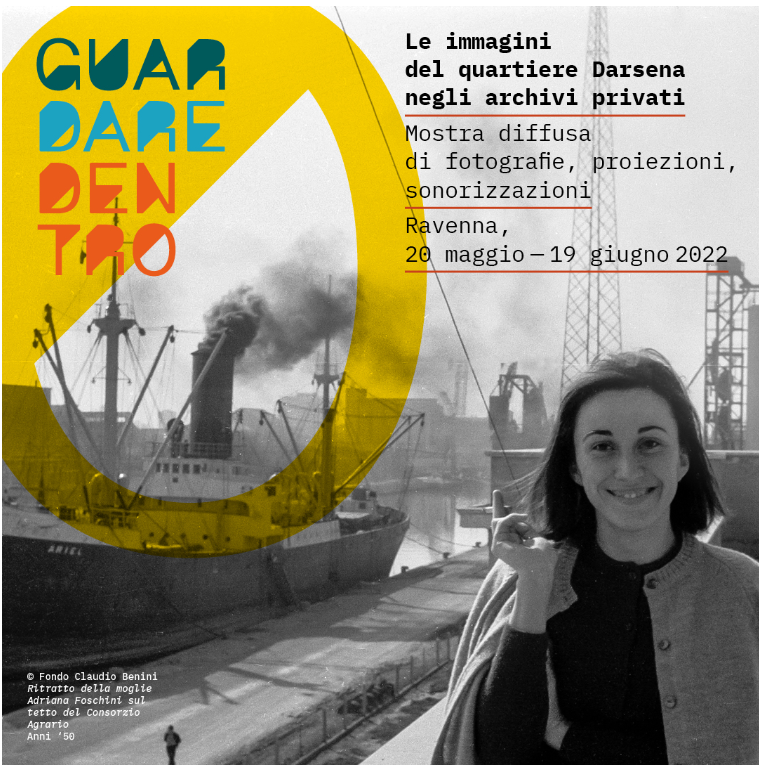 GUAR
DARE
DEN
TRO
Le immagini
del quartiere Darsena
negli archivi privati
Mostra diffusa
di fotografie, proiezioni,
sonorizzazioni
Ravenna,
20 maggio — 19 giugno 2022
ARIEL
© Fondo Claudio Benini
Ritratto della moglie
Adriana Foschini sul
tetto del Consorzio
Agrario
Anni ‘50